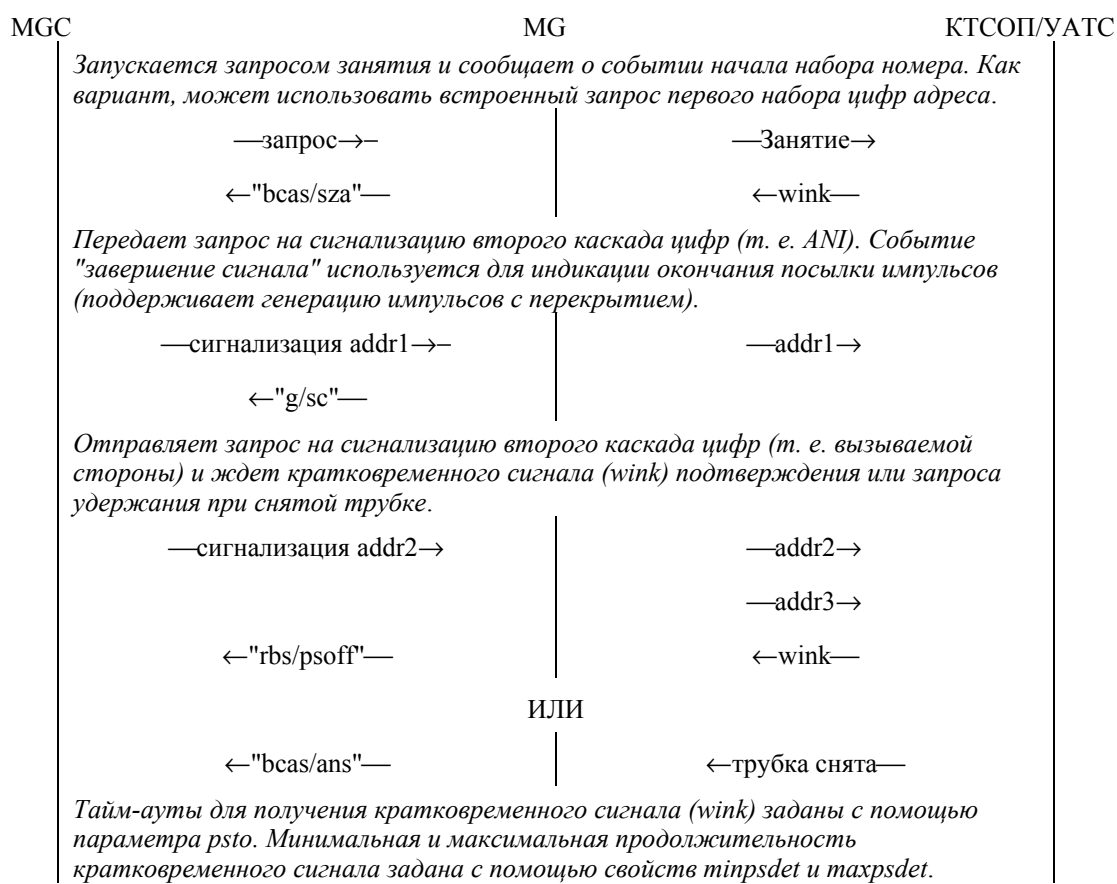 MGC MG КТСОП/УАТС
Запускается запросом занятия и сообщает о событии начала набора номера. Как
вариант, может использовать встроенный запрос первого набора цифр адреса.
—запрос→– —Занятие→
←"bcas/sza"— ←wink—
Передает запрос на сигнализацию второго каскада цифр (т. е. ANI). Событие
"завершение сигнала" используется для индикации окончания посылки импульсов
(поддерживает генерацию импульсов с перекрытием).
—сигнализация addr1→– —addr1→
←"g/sc"—
Отправляет запрос на сигнализацию второго каскада цифр (т. е. вызываемой
стороны) и ждет кратковременного сигнала (wink) подтверждения или запроса
удержания при снятой трубке.
—сигнализация addr2→ —addr2→
—addr3→
←"rbs/psoff"— ←wink—
ИЛИ
←"bcas/ans"— ←трубка снята—
Тайм-ауты для получения кратковременного сигнала (wink) заданы с помощью
параметра psto. Минимальная и максимальная продолжительность
кратковременного сигнала задана с помощью свойств minpsdet и maxpsdet.